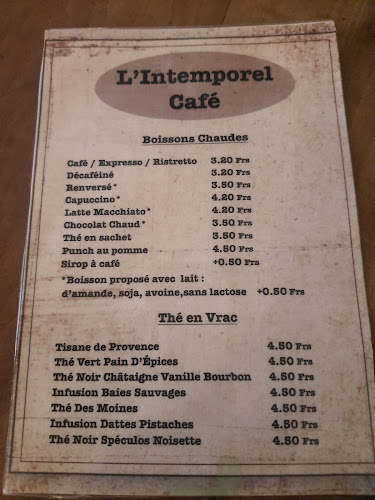 L'Intemporel
Café
Boissons Chaudes
Café / Expresso / Ristretto 3.20 Frs
Décaféiné 3.20 Frs
Renversé* 3.50 Frs
Capuccino* 4.20 Frs
Latte Macchiato* 4.20 Frs
Chocolat Chaud* 3.50 Frs
Thé en sachet 3.50 Frs
Punch au pomme 4.50 Frs
Sirop à café +0.50 Frs
*Boisson proposé avec lait :
d'amande, soja, avoine,sans lactose +0.50 Frs
Thé en Vrac
Tisane de Provence 4.50 Frs
Thé Vert Pain D'Épices 4.50 Frs
Thé Noir Châtaigne Vanille Bourbon 4.50 Frs
Infusion Baies Sauvages 4.50 Frs
Thé Des Moines 4.50 Frs
Infusion Dattes Pistaches 4.50 Frs
Thé Noir Spéculos Noisette 4.50 Frs